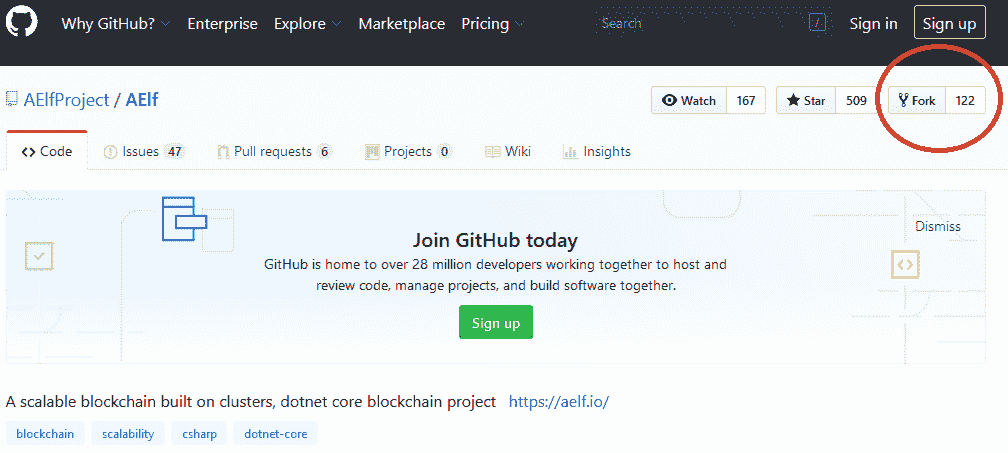 Why GitHub? Enterprise Explore Marketplace Pricing Search / Sign in Sign up
AElfProject / AElf Watch 167 Star 509 Fork 122
Code Issues 47 Pull requests 6 Projects 0 Wiki Insights
Dismiss
Join GitHub today
GitHub is home to over 28 million developers working together to host and
review code, manage projects, and build software together.
Sign up
A scalable blockchain built on clusters, dotnet core blockchain project https://aelf.io/
blockchain scalability csharp dotnet-core